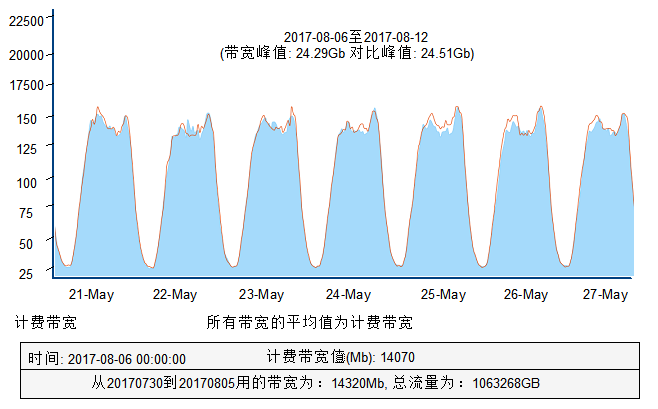 2017-08-06至2017-08-12
(带宽峰值: 24.29Gb 对比峰值: 24.51Gb)
22500
20000
17500
150
125
100
75
50
25
21-May 22-May 23-May 24-May 25-May 26-May 27-May
计费带宽 所有带宽的平均值为计费带宽
时间: 2017-08-06 00:00:00 计费带宽值(Mb): 14070
从20170730到20170805用的带宽为: 14320Mb, 总流量为: 1063268GB